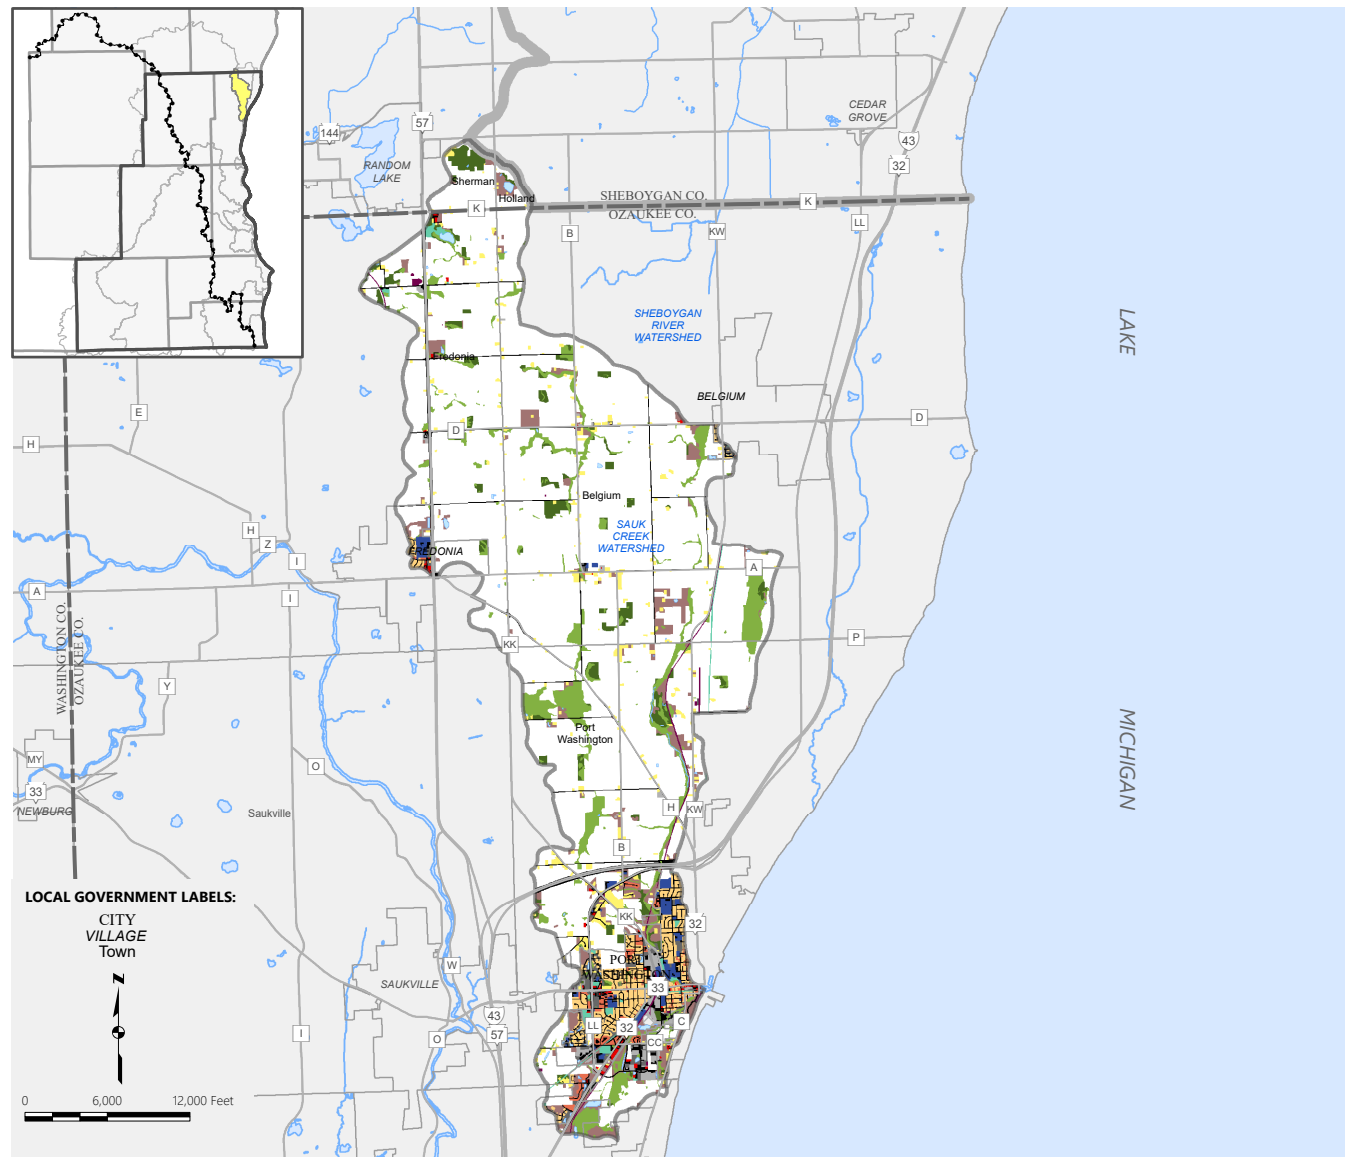 CEDAR
GROVE
57
144
43
32
RANDOM
LAKE
Sherman
Holland
SHEBOYGAN CO.
K
K
OZAUKEE CO.
LL
B
KW
SHEBOYGAN
RIVER
WATERSHED
LAKE
Fredonia
BELGIUM
E
D
D
H
Belgium
SAUK
CREEK
WATERSHED
H
Z
FREDONIA
I
A
A
I
WASHINGTON CO.
OZAUKEE CO.
P
KK
Y
MICHIGAN
Port
Washington
MY
O
33
NEWBURG
Saukville
H
KW
B
LOCAL GOVERNMENT LABELS:
CITY
VILLAGE
Town
KK
32
PORT
WASHINGTON
W
N
SAUKVILLE
33
43
LL
32
C
57
I
O
CC
0 6,000 12,000 Feet